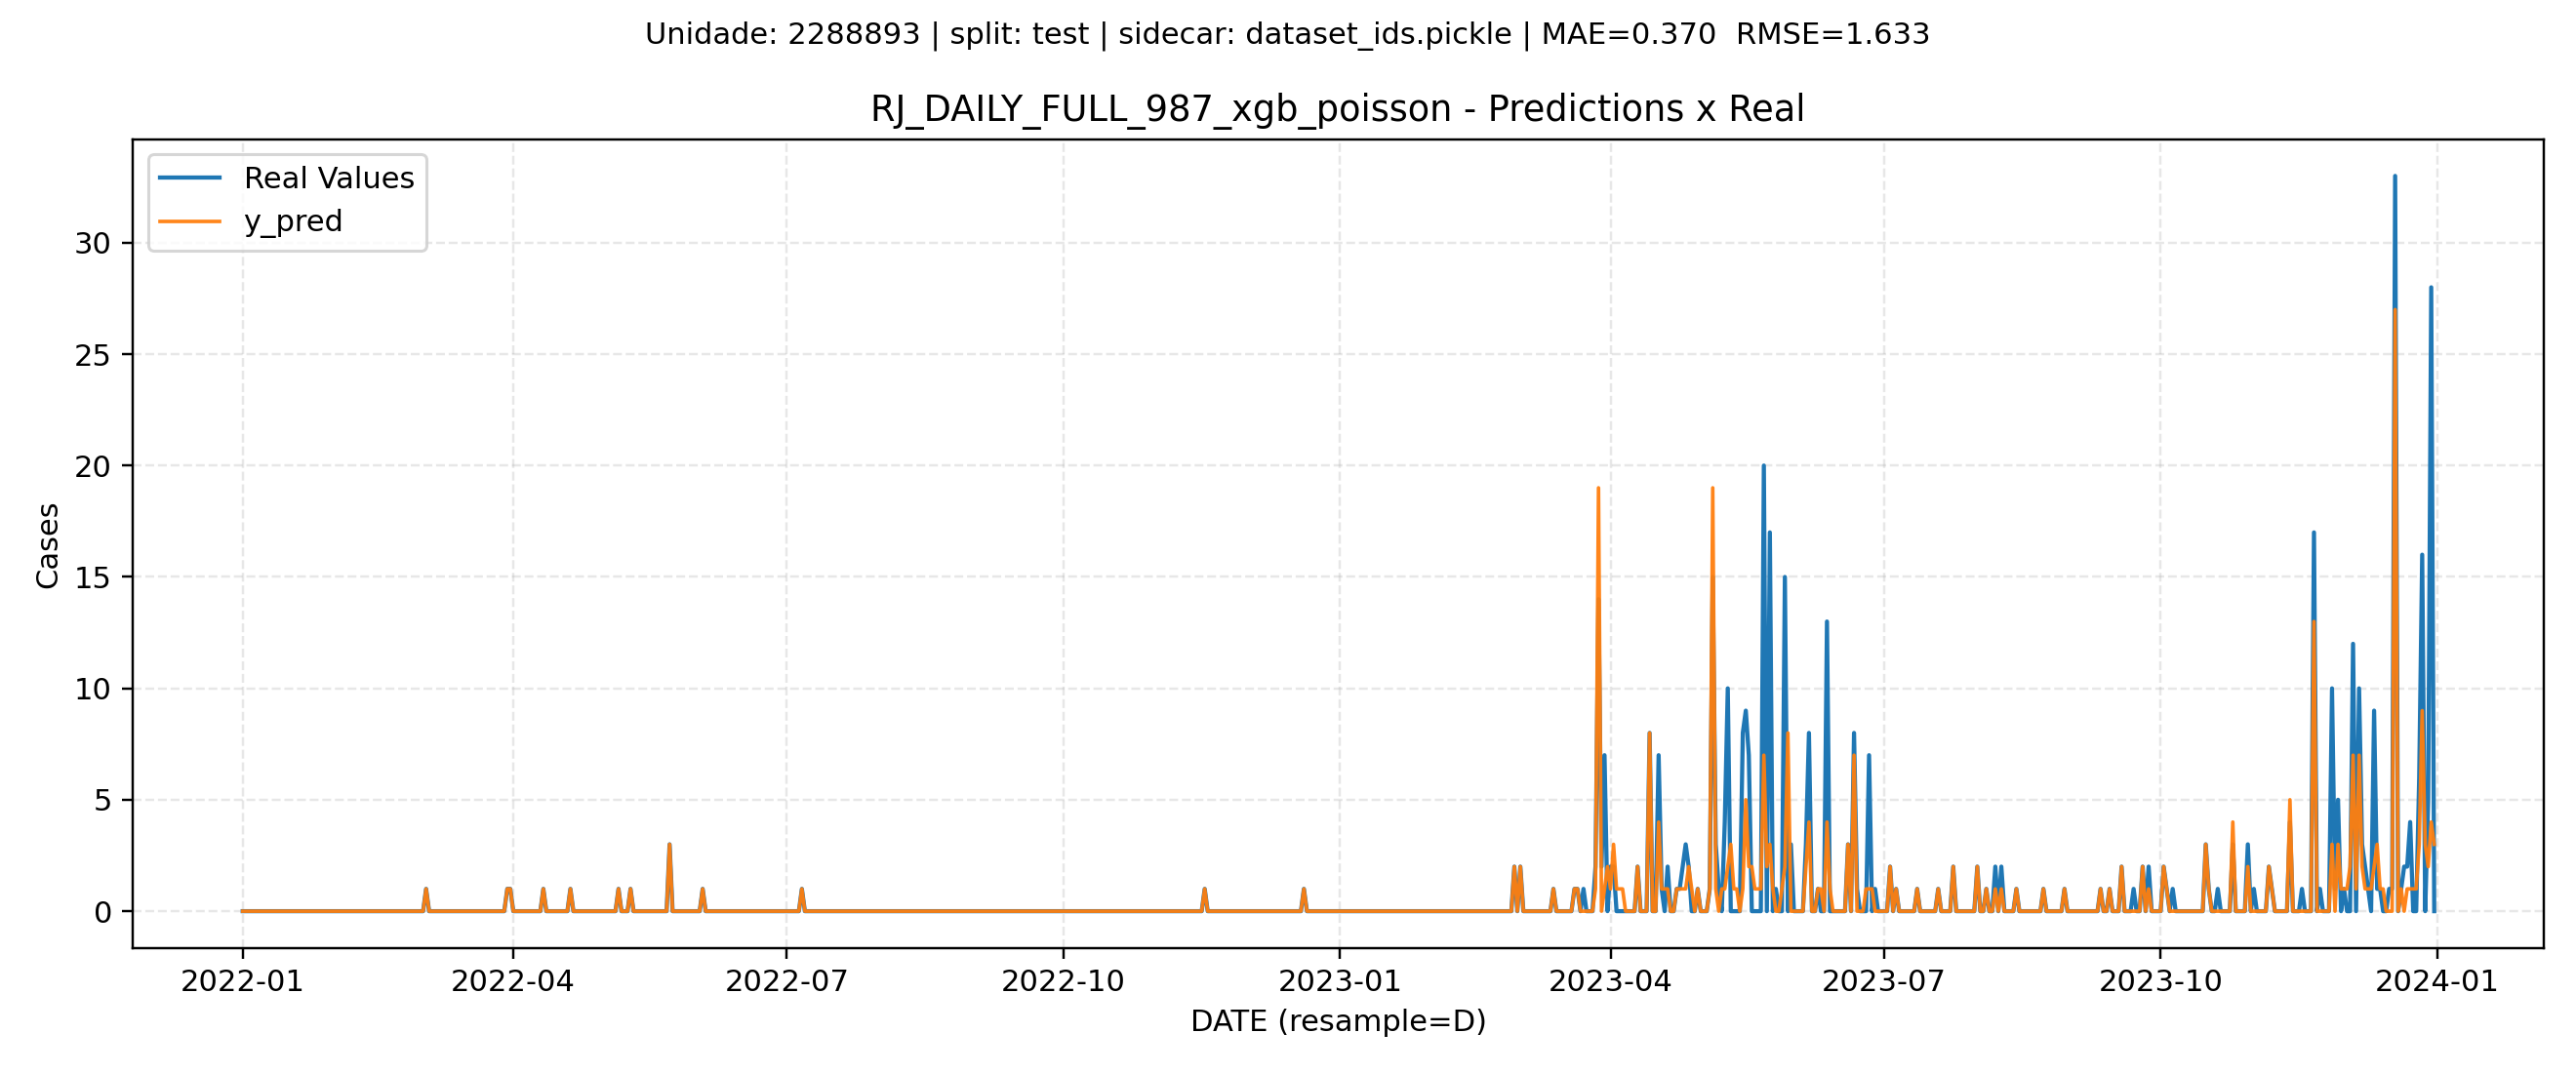 Unidade: 2288893 | split: test | sidecar: dataset_ids.pickle | MAE=0.370  RMSE=1.633
RJ_DAILY_FULL_987_xgb_poisson - Predictions x Real
Real Values
y_pred
Cases
30
25
20
15
10
5
0
2022-01
2022-04
2022-07
2022-10
2023-01
2023-04
2023-07
2023-10
2024-01
DATE (resample=D)